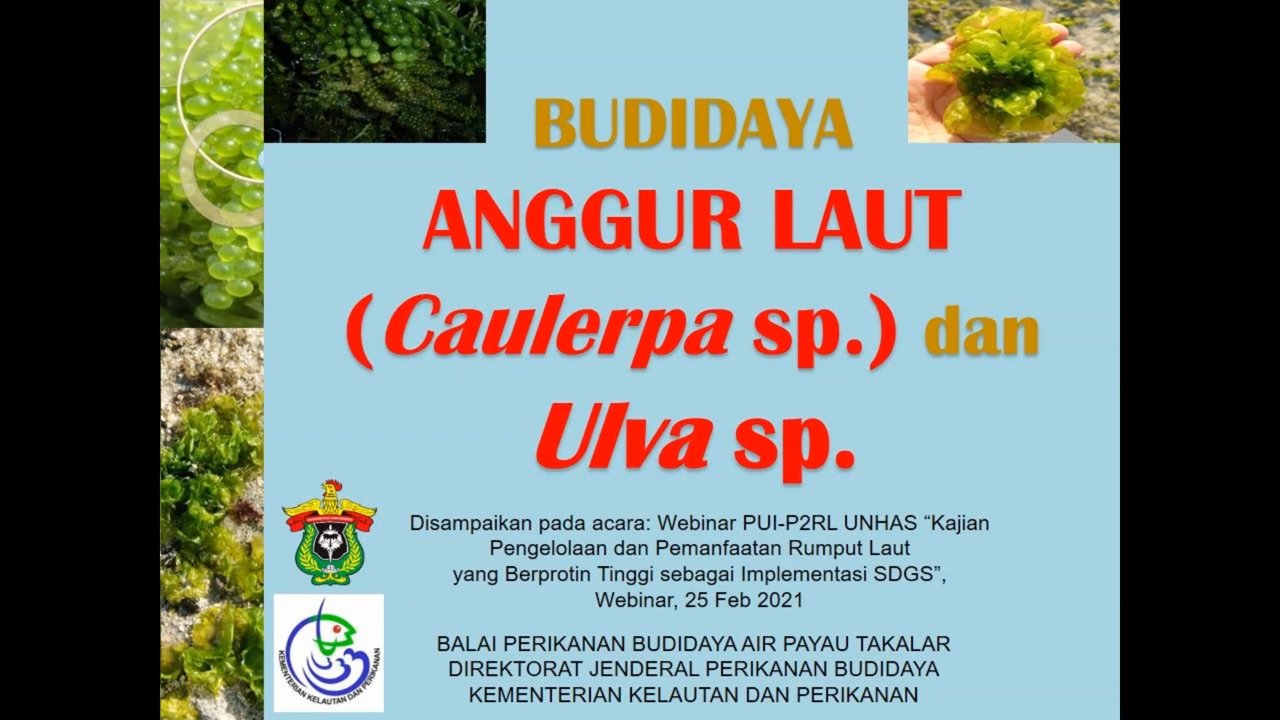 BUDIDAYA
ANGGUR LAUT
(Caulerpa sp.) dan
Ulva sp.
Disampaikan pada acara: Webinar PUI-P2RL UNHAS “Kajian
Pengelolaan dan Pemanfaatan Rumput Laut
yang Berprotin Tinggi sebagai Implementasi SDGS”,
Webinar, 25 Feb 2021
KEMENTERIAN KELAUTAN DAN PERIKANAN
BALAI PERIKANAN BUDIDAYA AIR PAYAU TAKALAR
DIREKTORAT JENDERAL PERIKANAN BUDIDAYA
KEMENTERIAN KELAUTAN DAN PERIKANAN